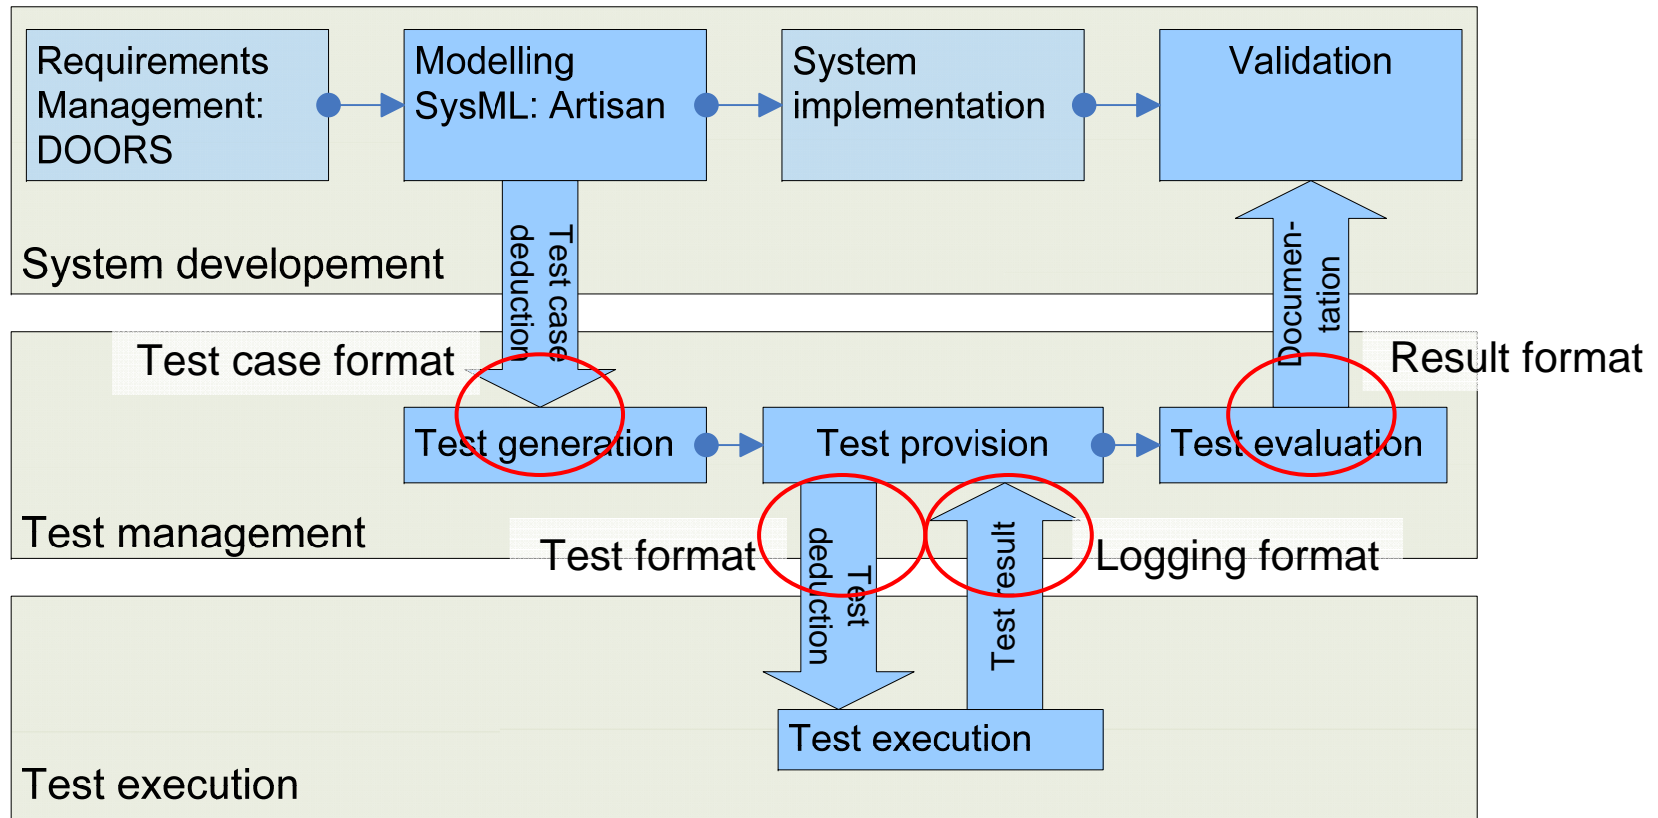 Requirements
Management:
DOORS
Modelling
SysML: Artisan
System
implementation
Validation
Test case
deduction
Documen-
tation
System developement
Test case format
Result format
Test generation
Test provision
Test evaluation
Test management
Test format
Test
deduction
Test result
Logging format
Test execution
Test execution